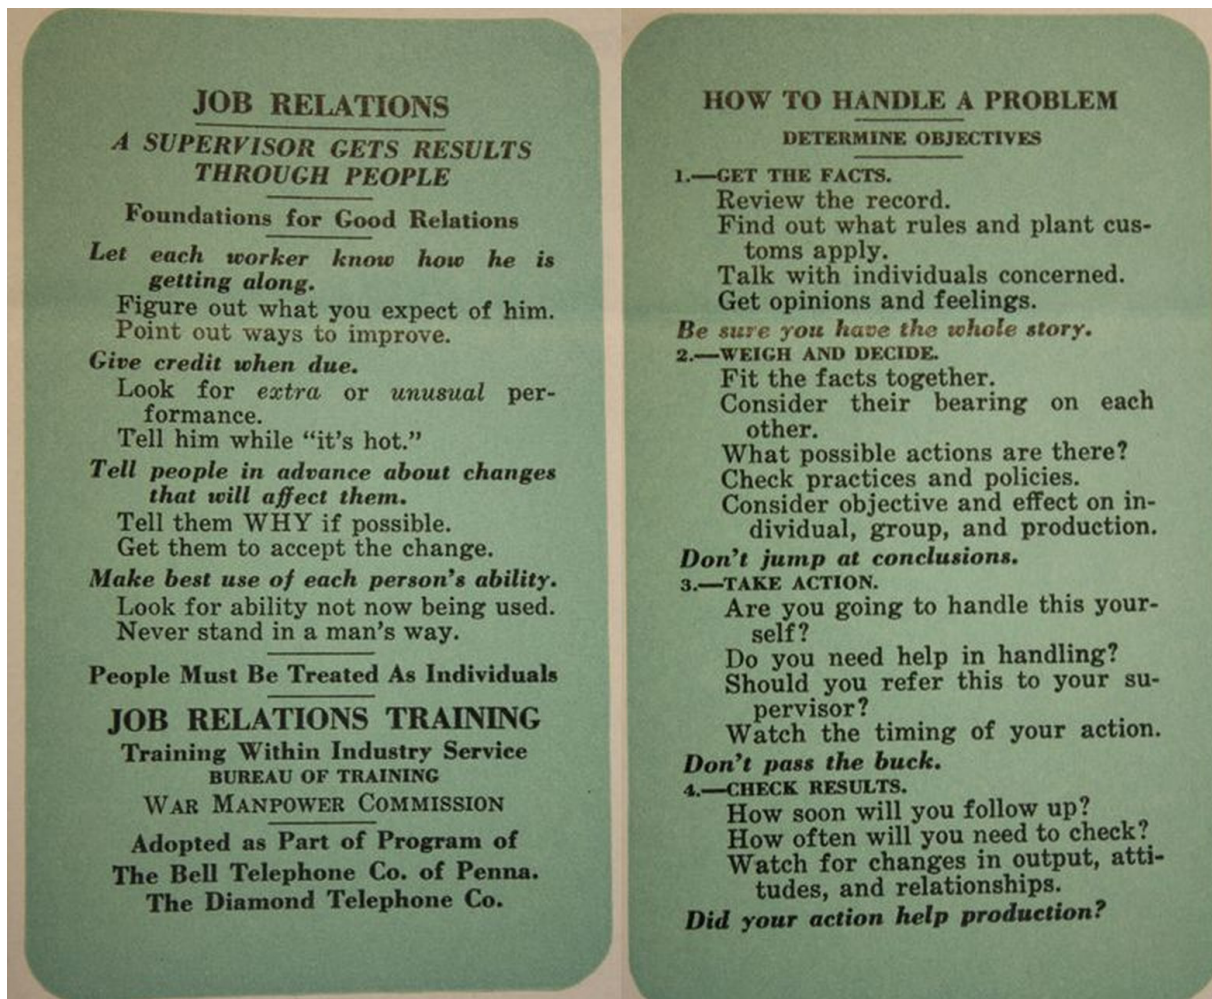 JOB RELATIONS
A SUPERVISOR GETS RESULTS
THROUGH PEOPLE
Foundations for Good Relations
Let each worker know how he is
getting along.
Figure out what you expect of him.
Point out ways to improve.
Give credit when due.
Look for extra or unusual per-
formance.
Tell him while “it's hot.”
Tell people in advance about changes
that will affect them.
Tell them WHY if possible.
Get them to accept the change.
Make best use of each person's ability.
Look for ability not now being used.
Never stand in a man's way.
People Must Be Treated As Individuals
JOB RELATIONS TRAINING
Training Within Industry Service
BUREAU OF TRAINING
WAR MANPOWER COMMISSION
Adopted as Part of Program of
The Bell Telephone Co. of Penna.
The Diamond Telephone Co.
HOW TO HANDLE A PROBLEM
DETERMINE OBJECTIVES
1.—GET THE FACTS.
Review the record.
Find out what rules and plant cus-
toms apply.
Talk with individuals concerned.
Get opinions and feelings.
Be sure you have the whole story.
2.—WEIGH AND DECIDE.
Fit the facts together.
Consider their bearing on each
other.
What possible actions are there?
Check practices and policies.
Consider objective and effect on in-
dividual, group, and production.
Don't jump at conclusions.
3.—TAKE ACTION.
Are you going to handle this your-
self?
Do you need help in handling?
Should you refer this to your su-
pervisor?
Watch the timing of your action.
Don't pass the buck.
4.—CHECK RESULTS.
How soon will you follow up?
How often will you need to check?
Watch for changes in output, atti-
tudes, and relationships.
Did your action help production?